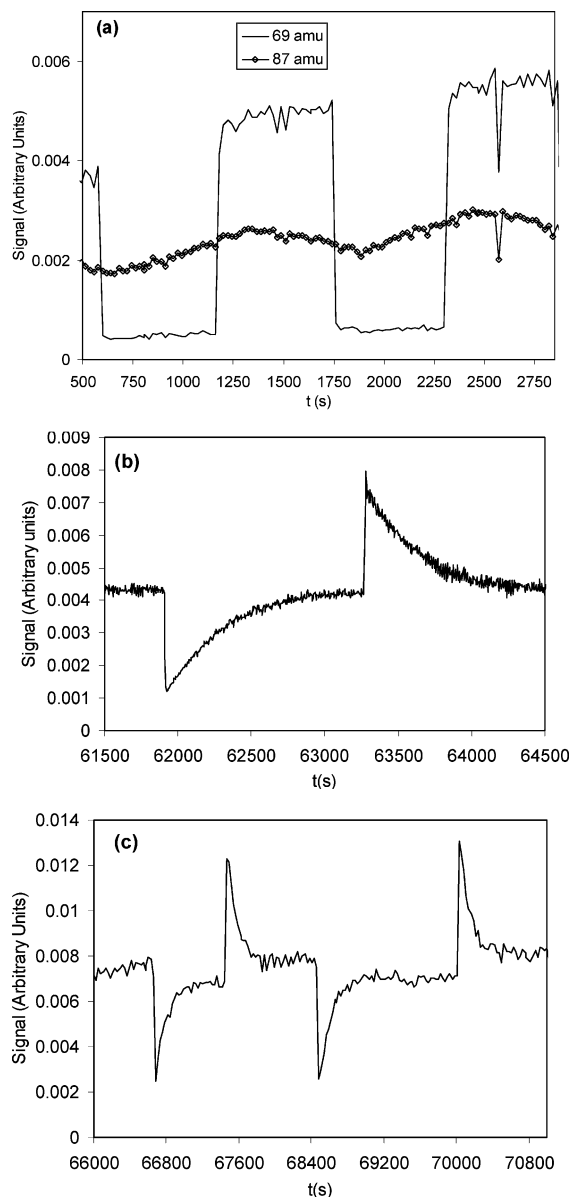 (a)
69 amu
87 amu
0.006
0.004
0.002
0
Signal (Arbitrary Units)
500 750 1000 1250 1500 1750 2000 2250 2500 2750
t (s)
(b)
0.009
0.008
0.007
0.006
0.005
0.004
0.003
0.002
0.001
0
Signal (Arbitrary units)
61500 62000 62500 63000 63500 64000 64500
t(s)
(c)
0.014
0.012
0.01
0.008
0.006
0.004
0.002
0
Signal (Arbitrary Units)
66000 66800 67600 68400 69200 70000 70800
t(s)